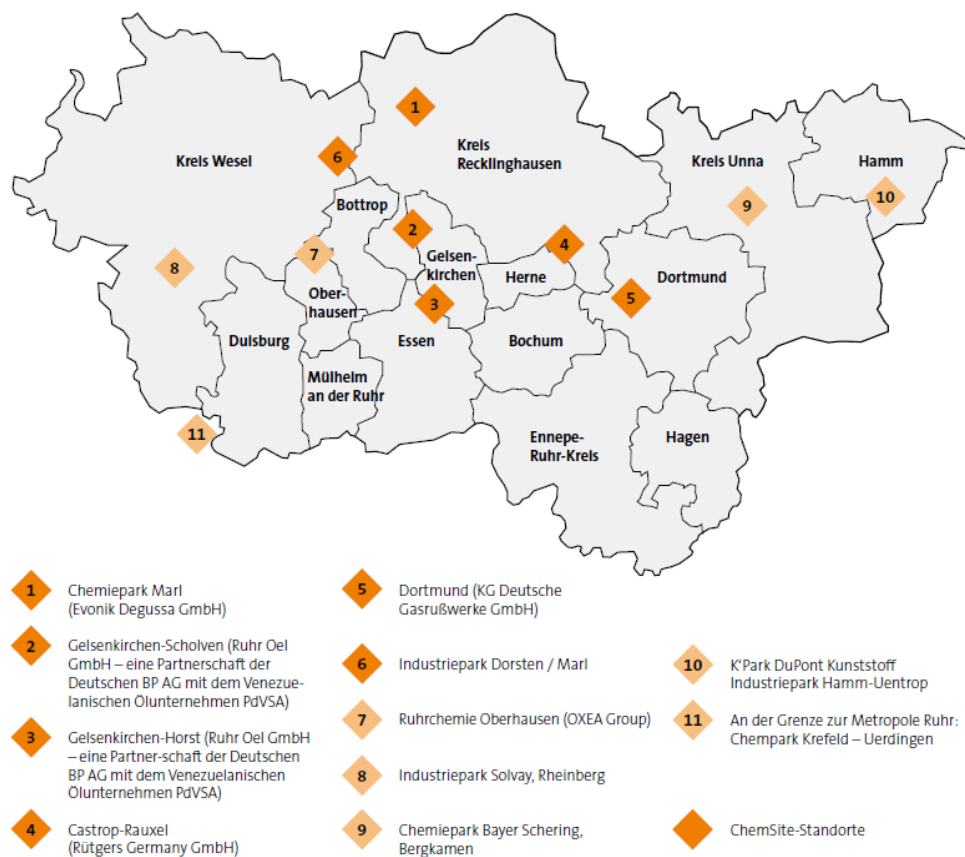 1
Kreis
Recklinghausen
Kreis Wesel
6
Kreis Unna
Hamm
10
9
Bottrop
2
Gelsen-
kirchen
4
7
8
Herne
Dortmund
Ober-
hausen
3
5
Duisburg
Essen
Bochum
Mülheim
an der Ruhr
11
Ennepe-
Ruhr-Kreis
Hagen
1
Chemiepark Marl
(Evonik Degussa GmbH)
2
Gelsenkirchen-Scholven (Ruhr Oel
GmbH – eine Partnerschaft der
Deutschen BP AG mit dem Venezue-
lanischen Ölunternehmen PdVSA)
3
Gelsenkirchen-Horst (Ruhr Oel GmbH
– eine Partner-schaft der Deutschen
BP AG mit dem Venezuelanischen
Ölunternehmen PdVSA)
4
Castrop-Rauxel
(Rütgers Germany GmbH)
5
Dortmund (KG Deutsche
Gasrußwerke GmbH)
6
Industriepark Dorsten / Marl
7
Ruhrchemie Oberhausen (OXEA Group)
8
Industriepark Solvay, Rheinberg
9
Chemiepark Bayer Schering,
Bergkamen
10
K'Park DuPont Kunststoff
Industriepark Hamm-Uentrop
11
An der Grenze zur Metropole Ruhr:
Chempark Krefeld – Uerdingen
ChemSite-Standorte